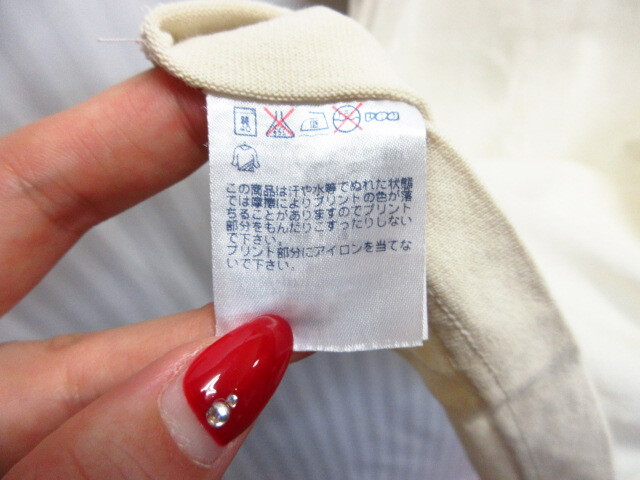 この商品は汗や水等でぬれた状態
では摩擦によりプリントの色が落
ちることがありますのでプリント
部分をもんだりこすったりしない
で下さい。
プリント部分にアイロンを当てな
いで下さい。